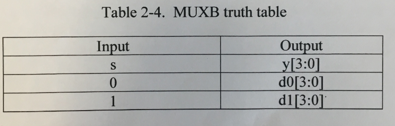 Table 2-4. MUXB truth table
Input Output
s y[3:0]
0 d0[3:0]
1 d1[3:0]